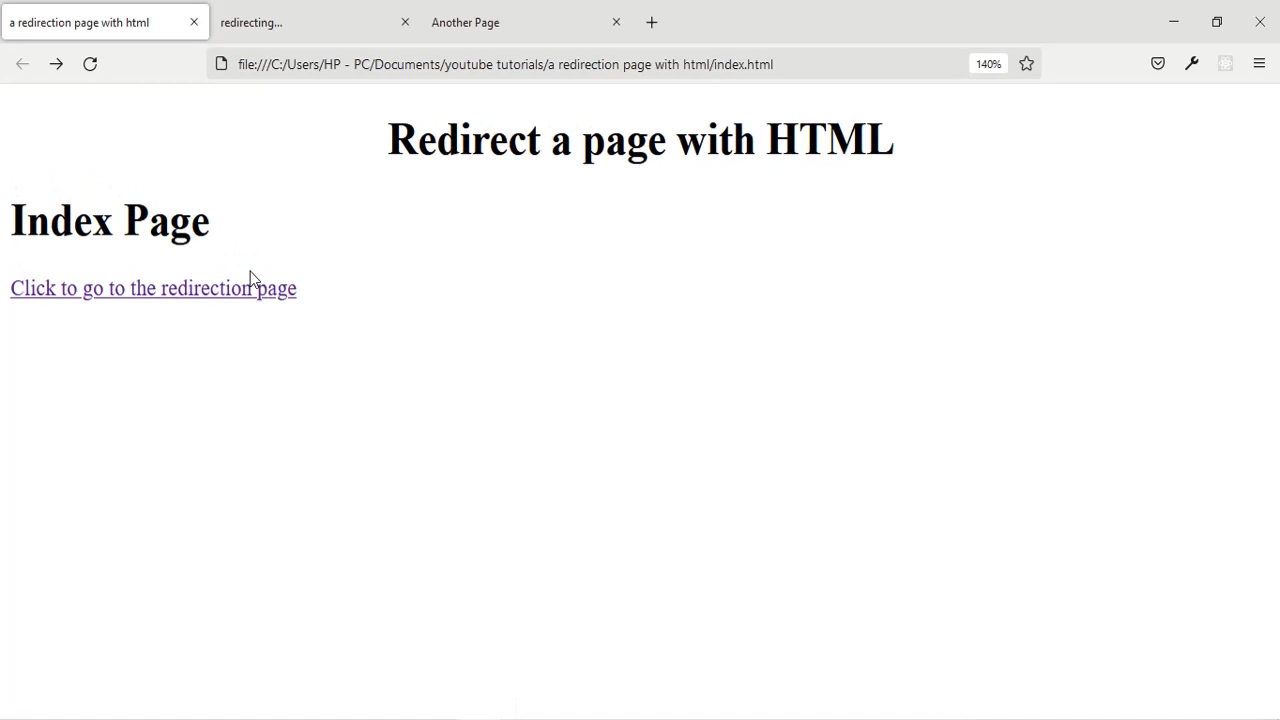 a redirection page with html
redirecting...
Another Page
file:///C:/Users/HP - PC/Documents/youtube tutorials/a redirection page with html/index.html
140%
Redirect a page with HTML
Index Page
Click to go to the redirection page